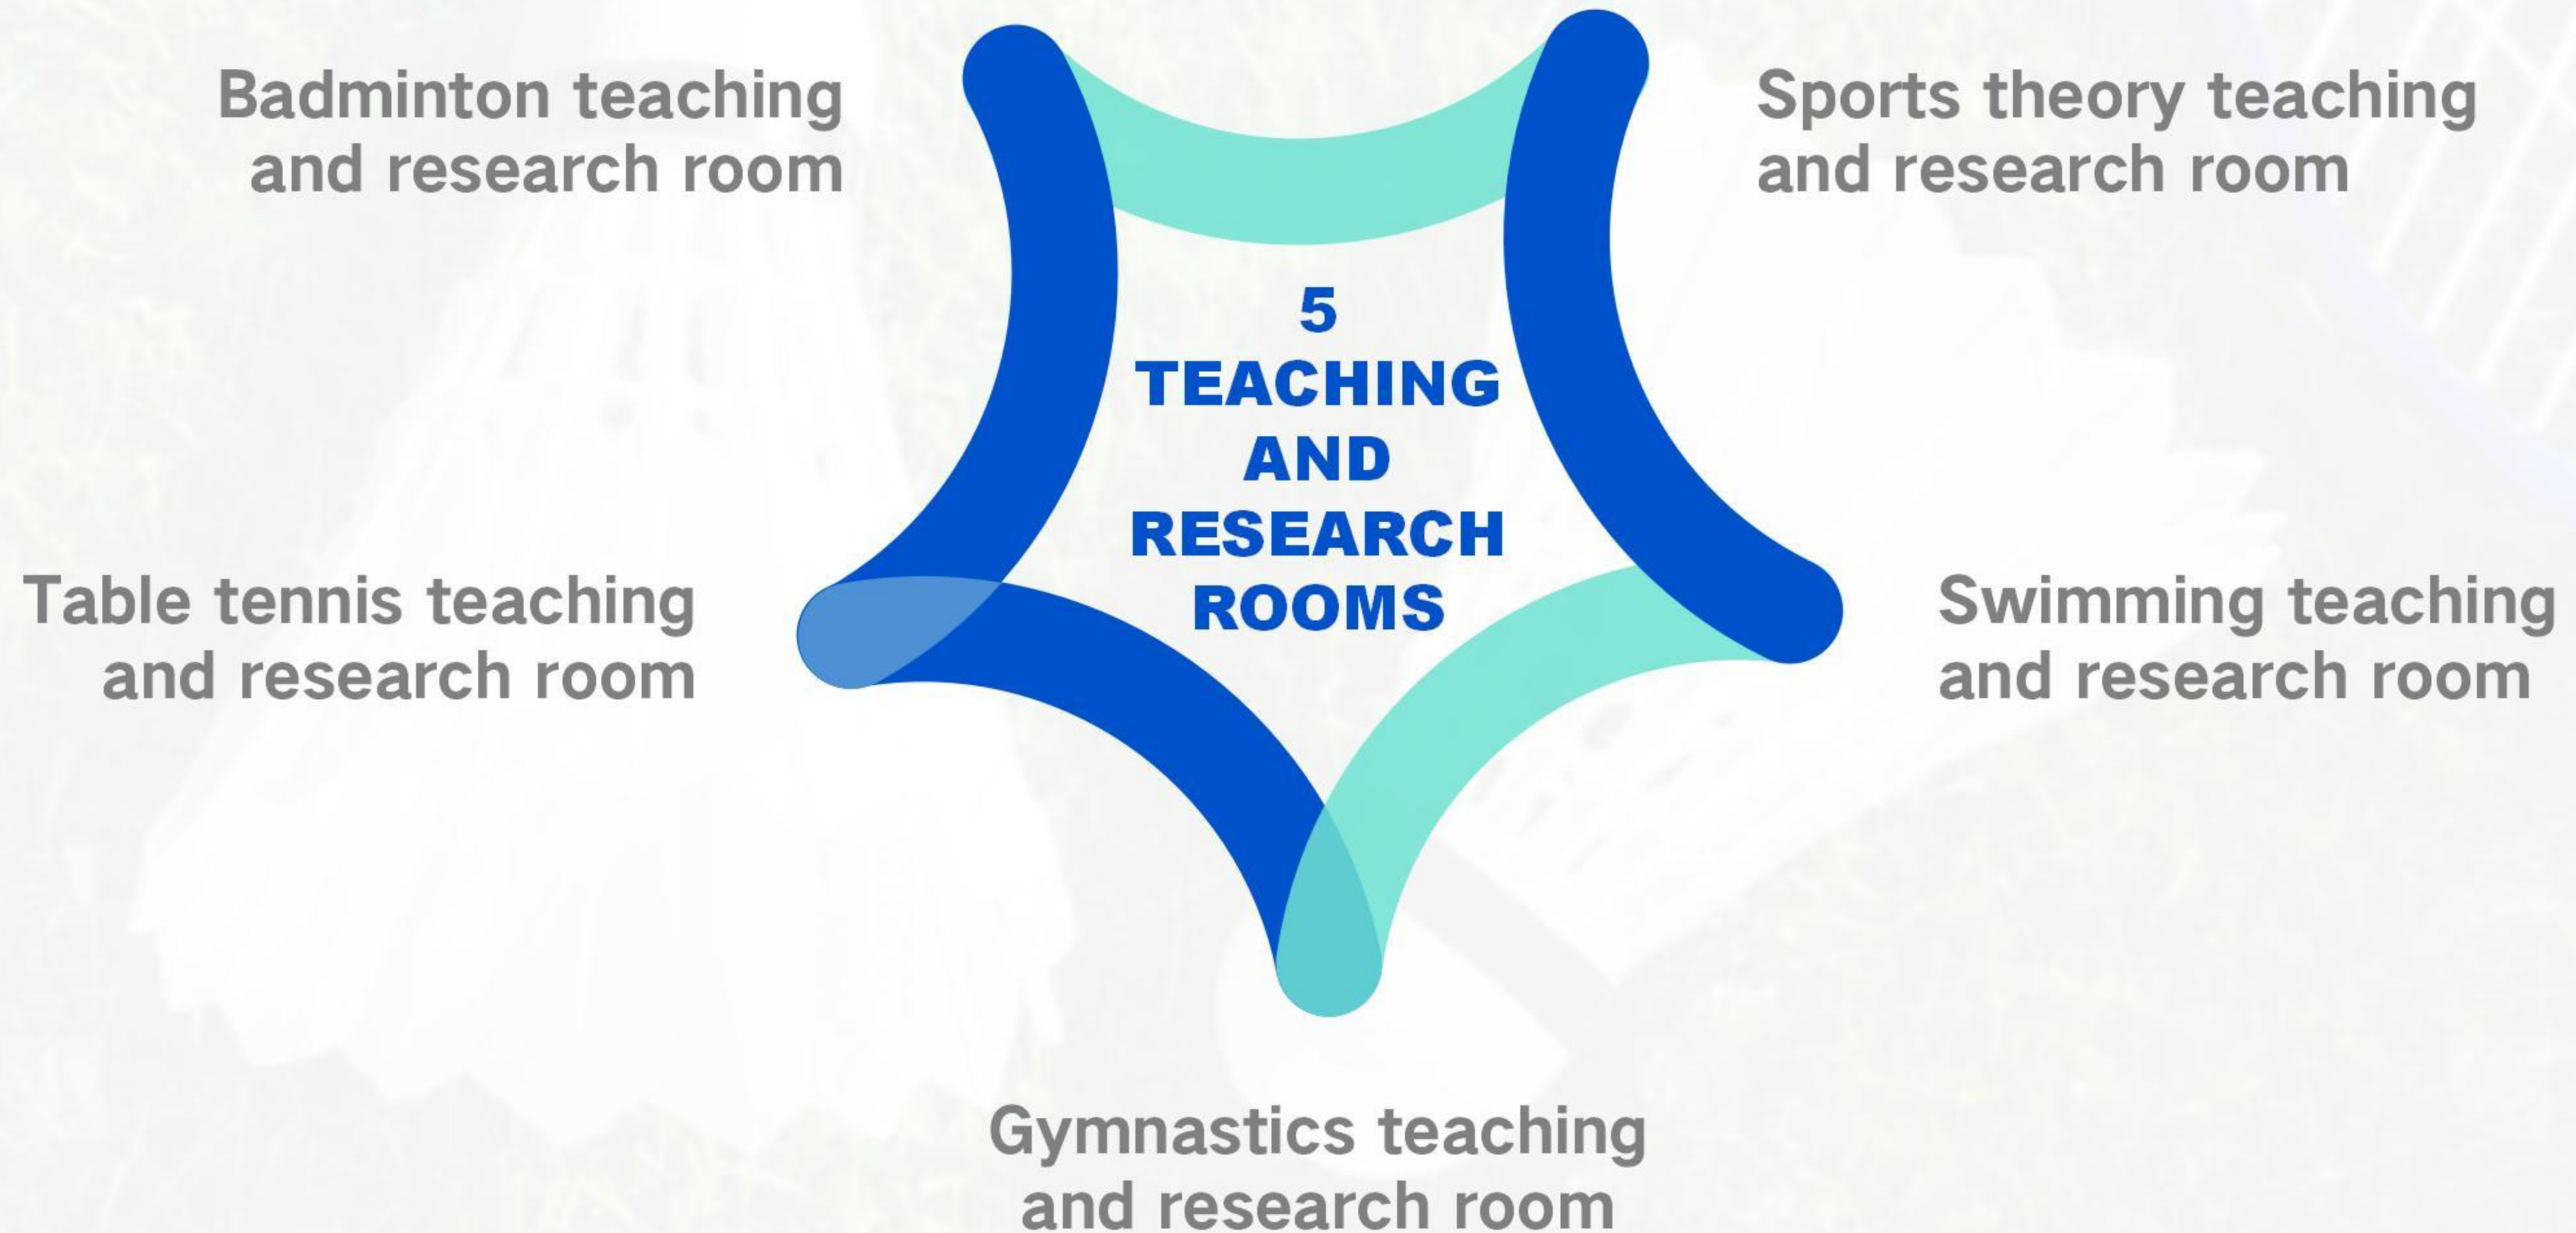 Badminton teaching
and research room
Sports theory teaching
and research room
5
TEACHING
AND
RESEARCH
ROOMS
Table tennis teaching
and research room
Swimming teaching
and research room
Gymnastics teaching
and research room